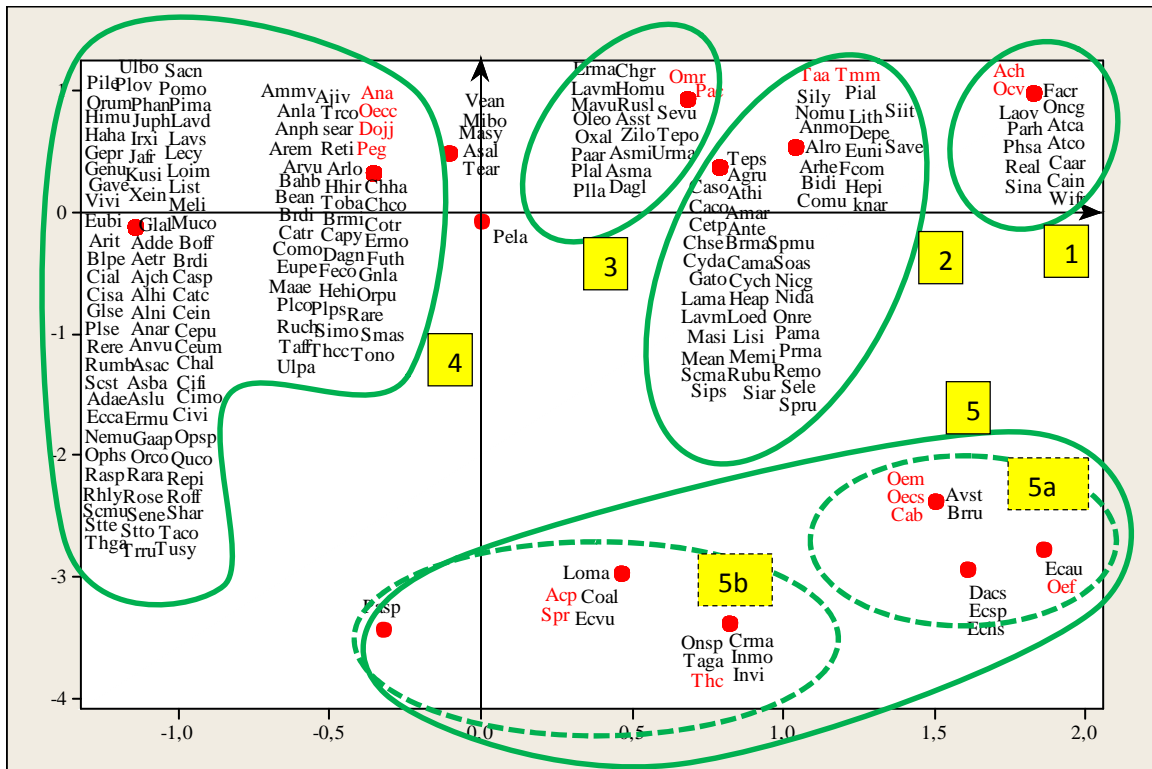 Ulbo Sacn
Pile Plov Pomo
Orum Phan Pima
Himu Juph Lavd
Haha Irxi Lavs
Gepr Jafr Lecy
Genu Kusi Loim
Gave Xein List
Vivi Meli
Eubi Glal Muco
Arit Adde Boff
Blpe Aetr Brdi
Cial Ajch Casp
Cisa Alhi Catc
Glse Alni Cein
Plse Anar Cepu
Rere Anvu Ceum
Rumb Asac Chal
Scst Asba Cifi
Adae Aslu Cimo
Ecca Ermu Civi
Nemu Gaap Opsp
Ophs Orco Quco
Rasp Rara Repi
Rhly Rose Roff
Scmu Sene Shar
Stte Stto Taco
Thga Trru Tusy
Ammv Ajiv Ana
Anla Trco Oecc
Anph sear Dojj
Arem Reti Peg
Arvu Arlo
Bahb Hhir Chha
Bean Toba Chco
Brdi Brmi Cotr
Catr Capy Ermo
Como Dagn Futh
Eupe Feco Gnla
Maae Hehi Orpu
Plco Plps Rare
Ruch Simo Smas
Taff Thcc Tono
Ulpa
4
Vean
Mibo
Masy
Asal
Tear
Pela
Erma Chgr
Lavm Homu Omr
Mavu Rusl Pac
Oleo Asst Sevu
Oxal Zilo Tepo
Paar Asmi Urma
Plal Asma
Plla Dagl
3
Taa Tmm
Sily Pial
Nomu Lith Siit
Anmo Depe
Alro Euni Save
Arhe Fcom
Bidi Hepi
Comu knar
Teps
Agru
Caso Athi
Caco Amar
Cetp Ante
Chse Brma Spmu
Cyda Cama Soas
Gato Cych Nicg
Lama Heap Nida
Lavm Loed Onre
Masi Lisi Pama
Mean Memi Prma
Scma Rubu Remo
Sips Siar Sele
Spru
2
Ach
Ocv Facr
Laov Oncg
Parh Atca
Phsa Atco
Real Caar
Sina Cain
Wifr
1
5
5a
Oem
Oecs Avst
Cab Brru
Ecau
Oef
Dacs
Ecsp
Echs
5b
Loma
Acp Coal
Spr Ecvu
Pasp
Onsp Crma
Taga Inmo
Thc Invi
1
0
-1
-2
-3
-4
-1,0 -0,5 0,0 0,5 1,0 1,5 2,0